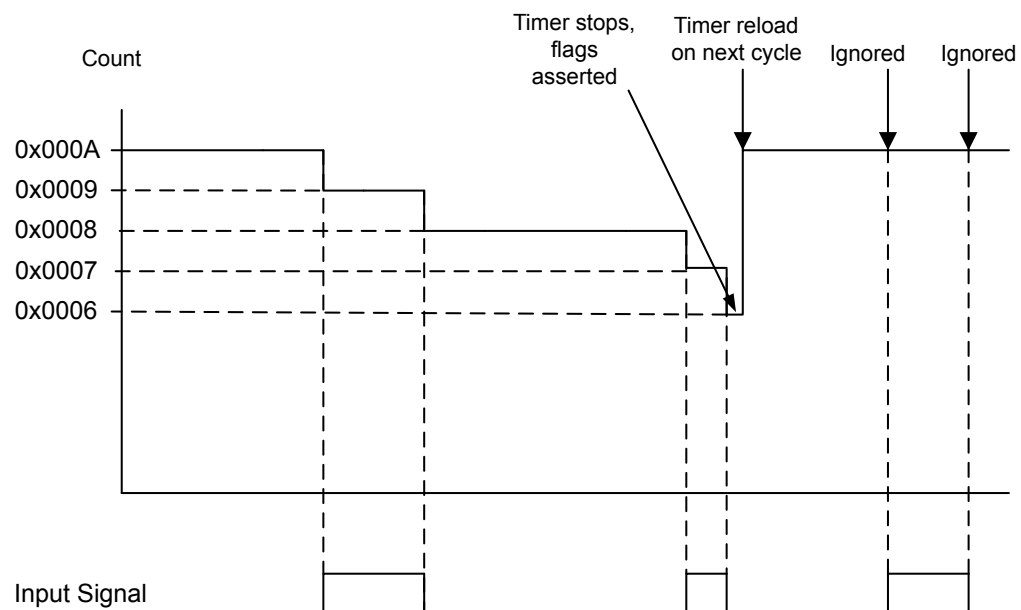 Timer stops,
flags
asserted
Timer reload
on next cycle
Ignored
Ignored
Count
0x000A
0x0009
0x0008
0x0007
0x0006
Input Signal